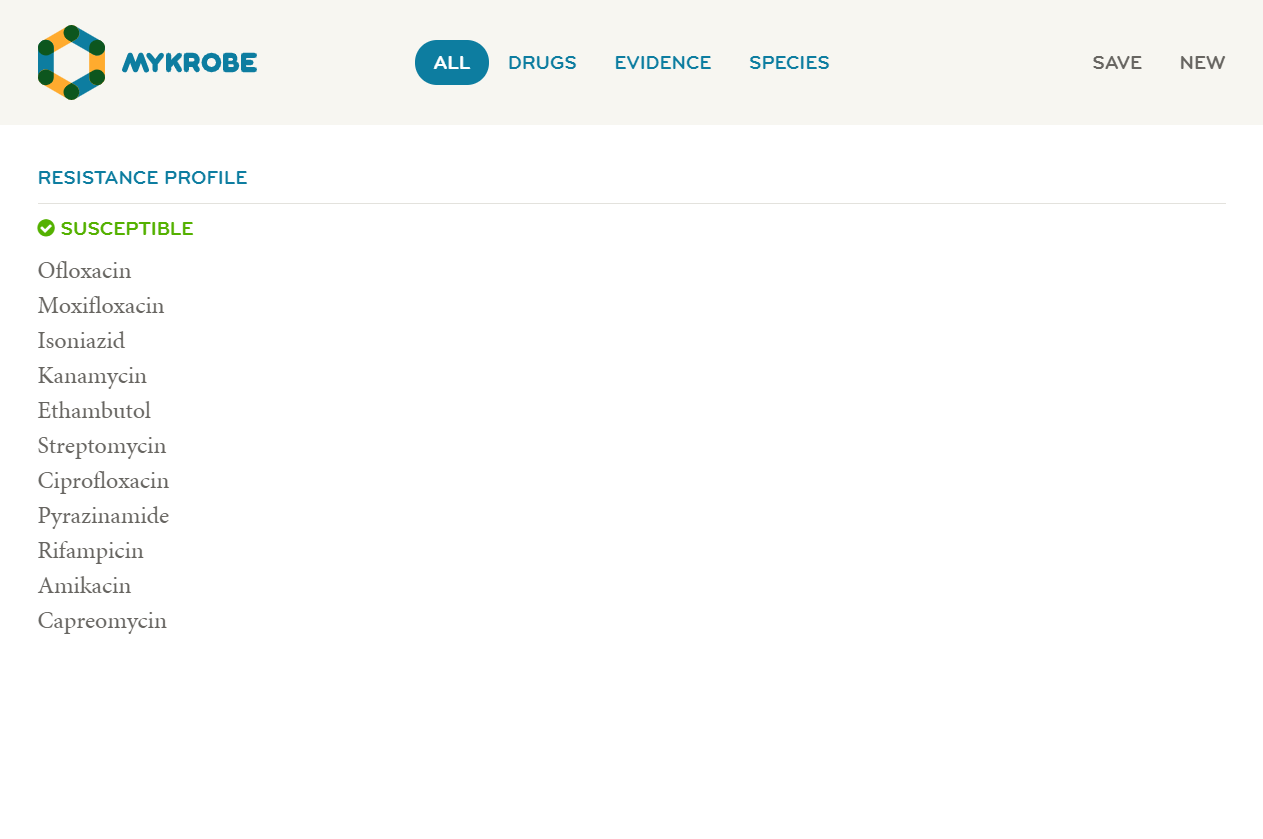 MYKROBE
ALL DRUGS EVIDENCE SPECIES
SAVE NEW
RESISTANCE PROFILE
SUSCEPTIBLE
Ofloxacin
Moxifloxacin
Isoniazid
Kanamycin
Ethambutol
Streptomycin
Ciprofloxacin
Pyrazinamide
Rifampicin
Amikacin
Capreomycin